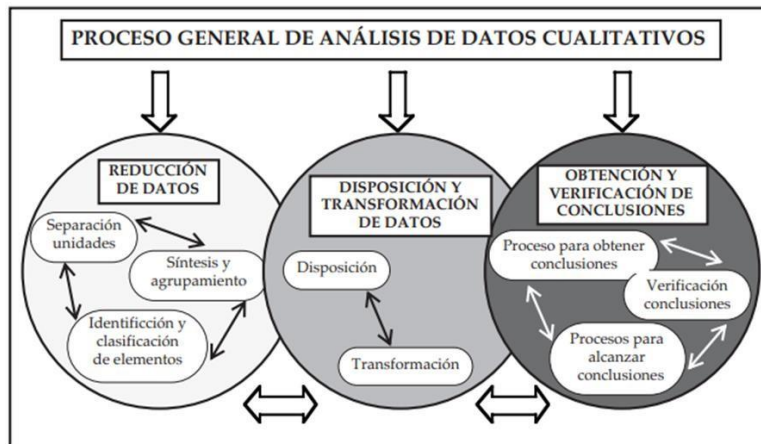 PROCESO GENERAL DE ANÁLISIS DE DATOS CUALITATIVOS
REDUCCIÓN
DE DATOS
Separación
unidades
Síntesis y
agrupamiento
Identificción y
clasificación
de elementos
DISPOSICIÓN Y
TRANSFORMACIÓN
DE DATOS
Disposición
Transformación
OBTENCIÓN Y
VERIFICACIÓN DE
CONCLUSIONES
Proceso para obtener
conclusiones
Verificación
conclusiones
Procesos para
alcanzar
conclusiones